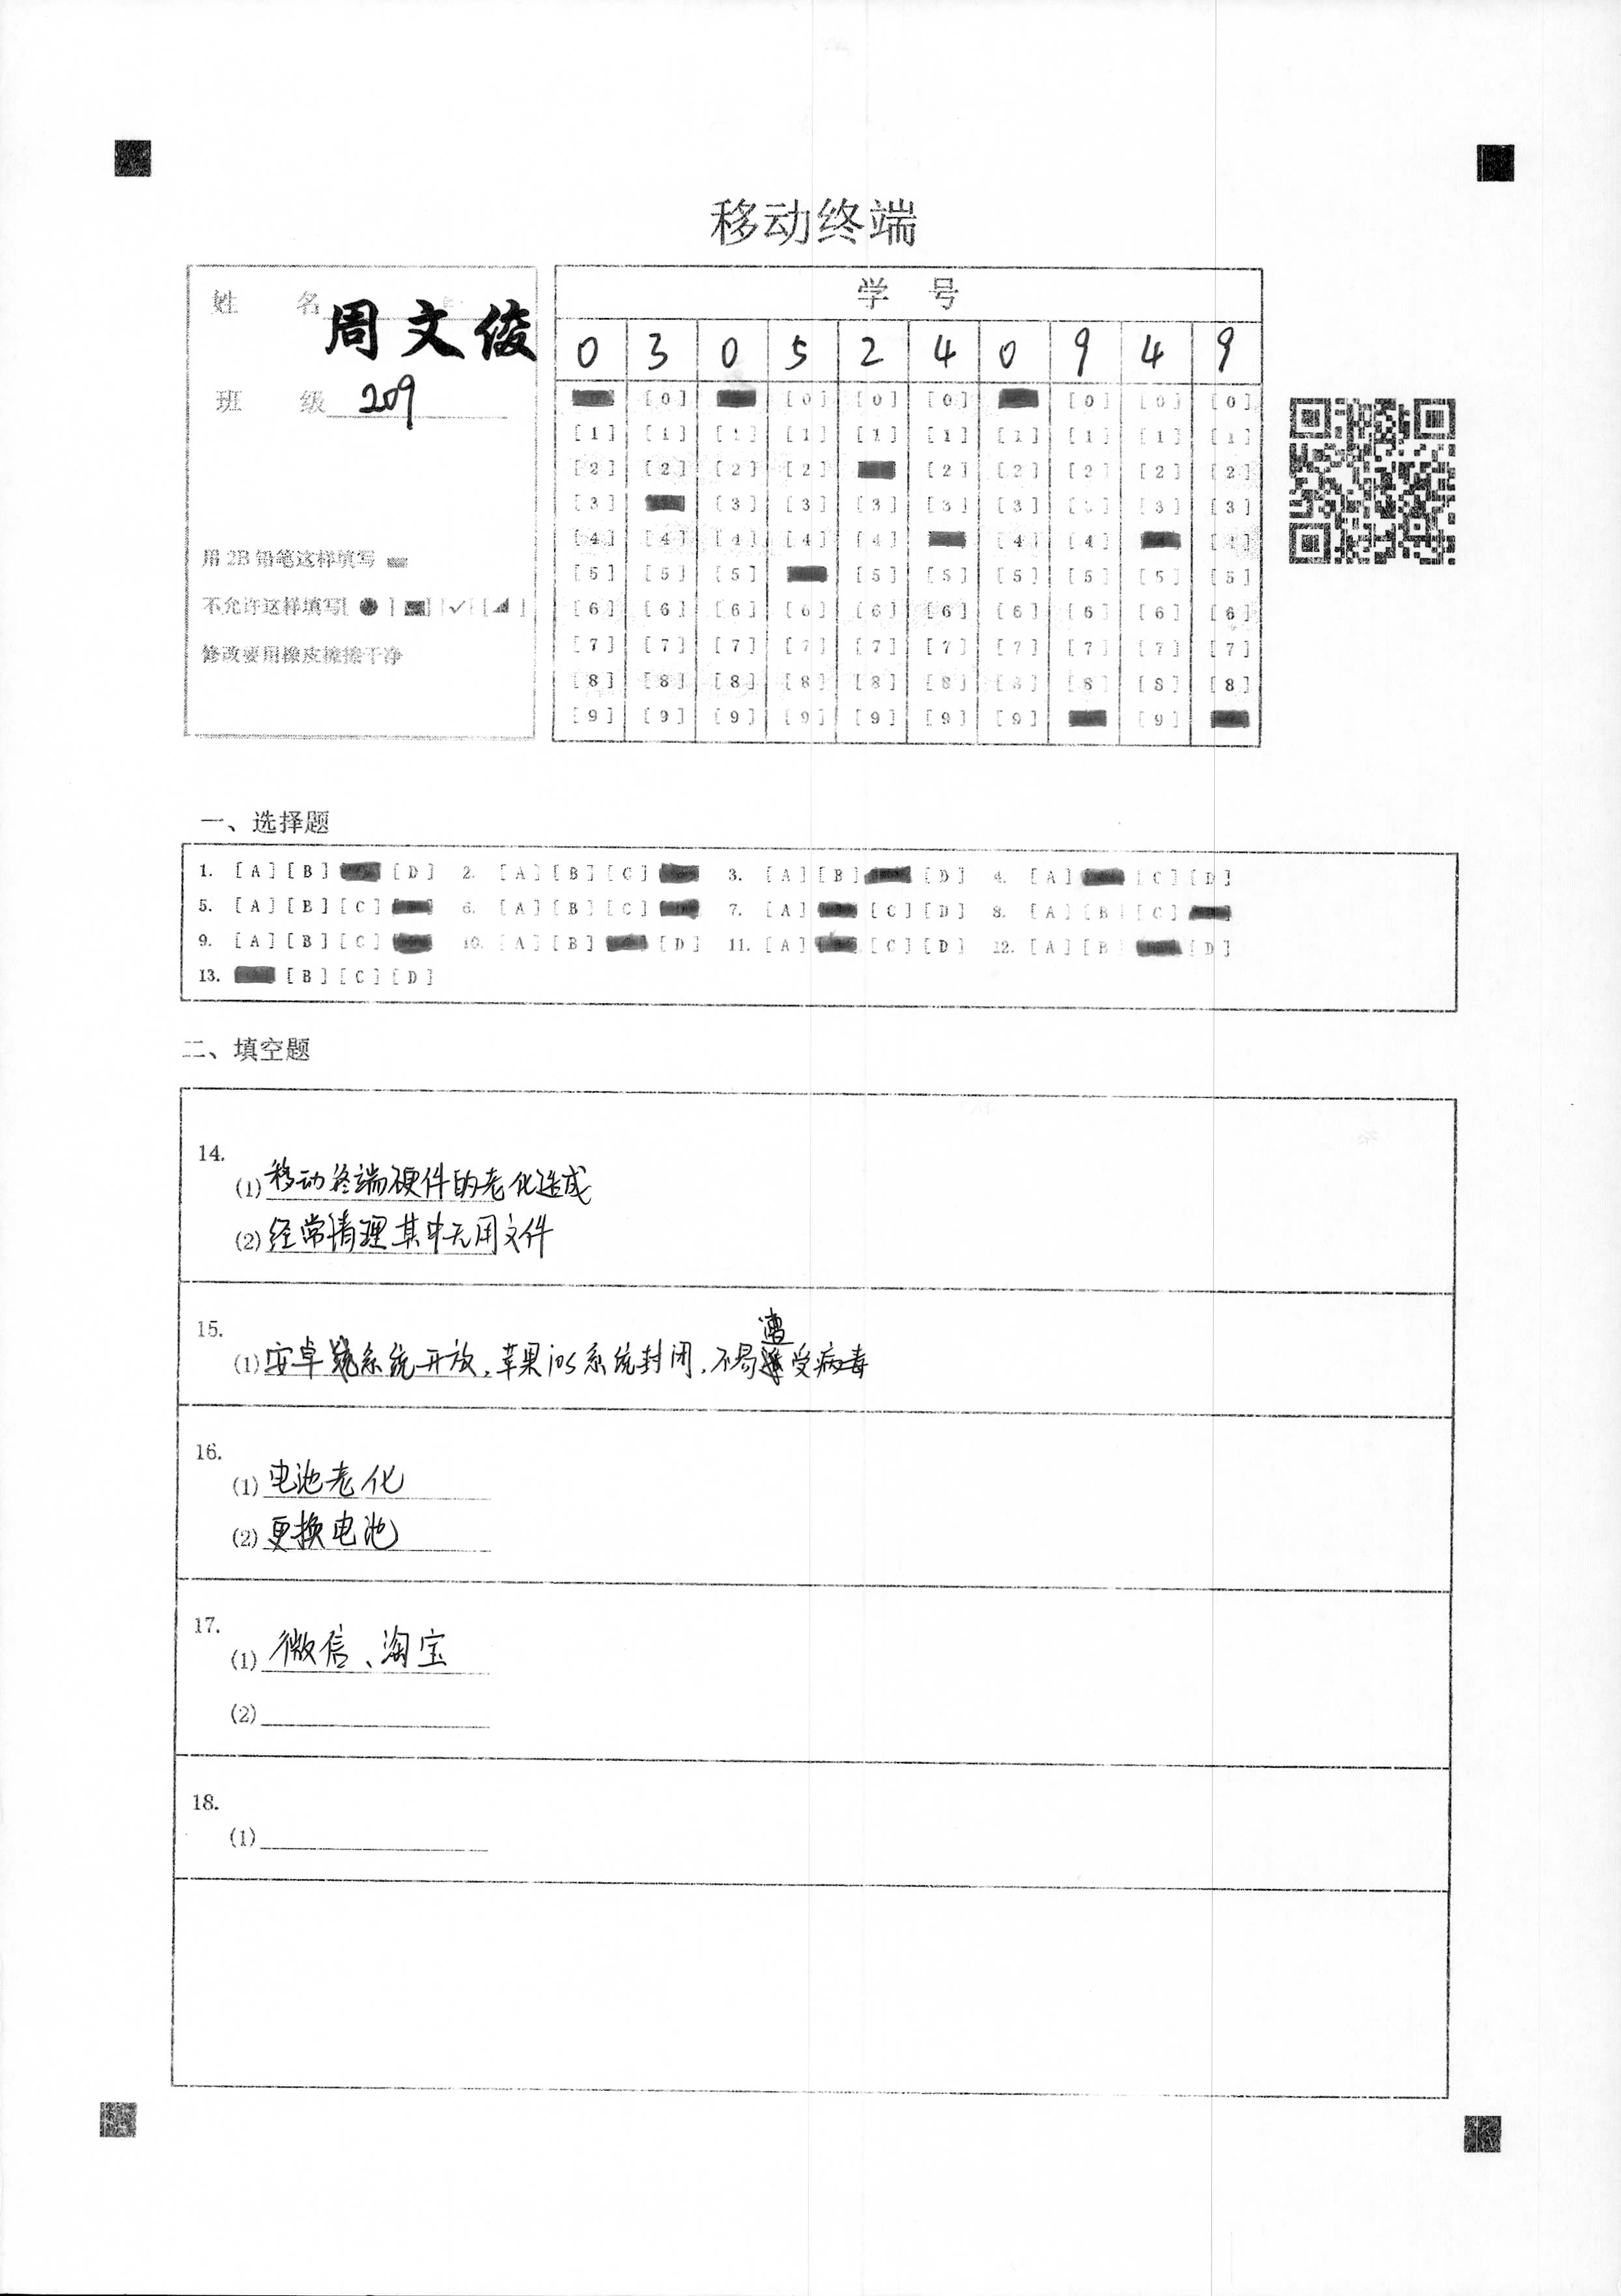 移动终端
姓 名 周文俊
班 级 209
用 2B 铅笔这样填写
不允许这样填写[ ● ] [■] [✓] [◢ ]
修改要用橡皮擦擦干净
学 号
0 3 0 5 2 4 0 9 4 9
[0] [0] [0] [0] [0] [0] [0]
[1] [1] [1] [1] [1] [1] [1] [1] [1] [1]
[2] [2] [2] [2] [2] [2] [2] [2] [2]
[3] [3] [3] [3] [3] [3] [3] [3] [3]
[4] [4] [4] [4] [4] [4] [4] [4]
[5] [5] [5] [5] [5] [5] [5] [5] [5]
[6] [6] [6] [6] [6] [6] [6] [6] [6] [6]
[7] [7] [7] [7] [7] [7] [7] [7] [7] [7]
[8] [8] [8] [8] [8] [8] [8] [8] [8] [8]
[9] [9] [9] [9] [9] [9] [9] [9]
一、选择题
1. [A] [B] [D] 2. [A] [B] [C] 3. [A] [B] [D] 4. [A] [C] [D]
5. [A] [B] [C] 6. [A] [B] [C] 7. [A] [C] [D] 8. [A] [B] [C]
9. [A] [B] [C] 10. [A] [B] [D] 11. [A] [C] [D] 12. [A] [B] [D]
13. [B] [C] [D]
二、填空题
14.
(1) 移动终端硬件的老化造成
(2) 经常清理其中无用文件
15.
(1) 安卓系统开放,苹果ios系统封闭,不易遭受病毒
16.
(1) 电池老化
(2) 更换电池
17.
(1) 微信、淘宝
(2)
18.
(1)